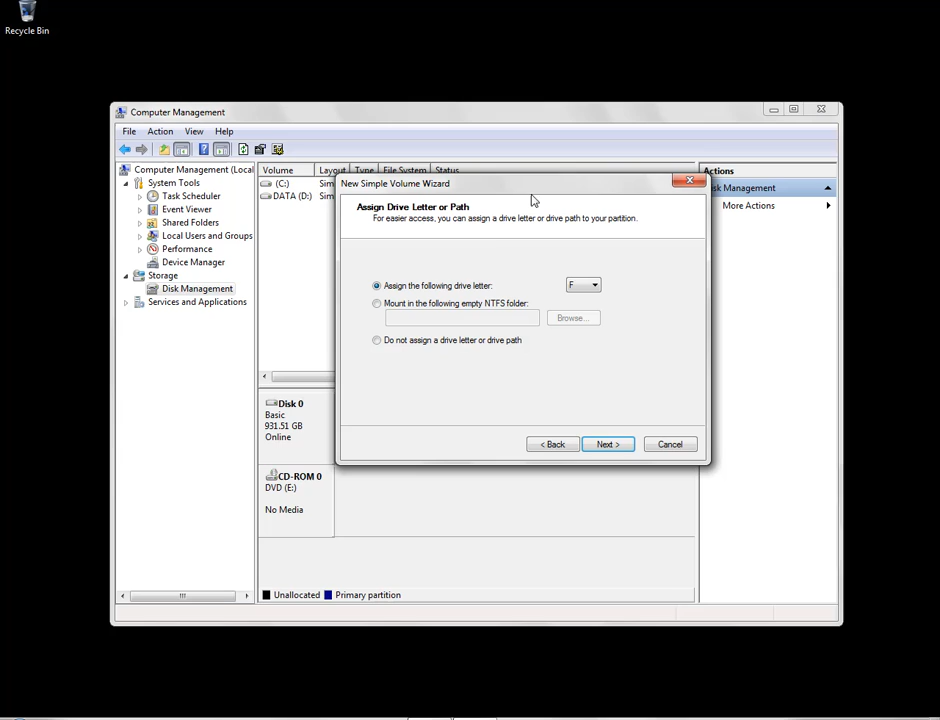 Recycle Bin
Computer Management
File Action View Help
Computer Management (Local
System Tools
Task Scheduler
Event Viewer
Shared Folders
Local Users and Groups
Performance
Device Manager
Storage
Disk Management
Services and Applications
Volume Layout Type File System Status
(C:) Sim
DATA (D:) Sim
Actions
sk Management
More Actions
New Simple Volume Wizard
Assign Drive Letter or Path
For easier access, you can assign a drive letter or drive path to your partition.
Assign the following drive letter: F
Mount in the following empty NTFS folder:
Browse...
Do not assign a drive letter or drive path
< Back Next > Cancel
Disk 0
Basic
931.51 GB
Online
CD-ROM 0
DVD (E:)
No Media
Unallocated Primary partition